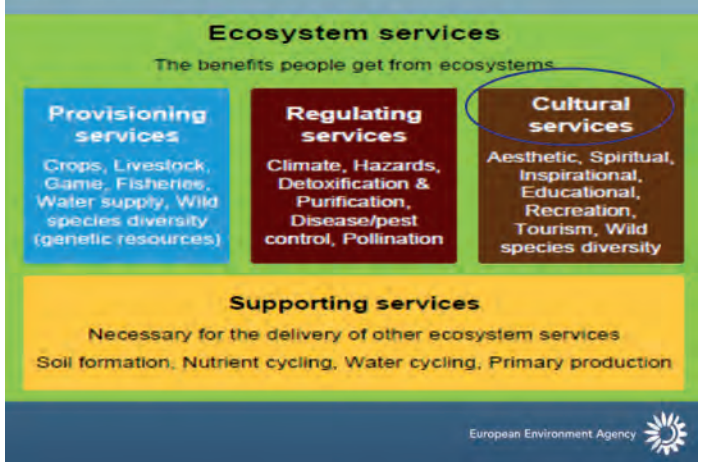 Ecosystem services
The benefits people get from ecosystems
Provisioning
services
Crops, Livestock,
Game, Fisheries,
Water supply, Wild
species diversity
(genetic resources)
Regulating
services
Climate, Hazards,
Detoxification &
Purification,
Disease/pest
control, Pollination
Cultural
services
Aesthetic, Spiritual,
Inspirational,
Educational,
Recreation,
Tourism, Wild
species diversity
Supporting services
Necessary for the delivery of other ecosystem services
Soil formation, Nutrient cycling, Water cycling, Primary production
European Environment Agency